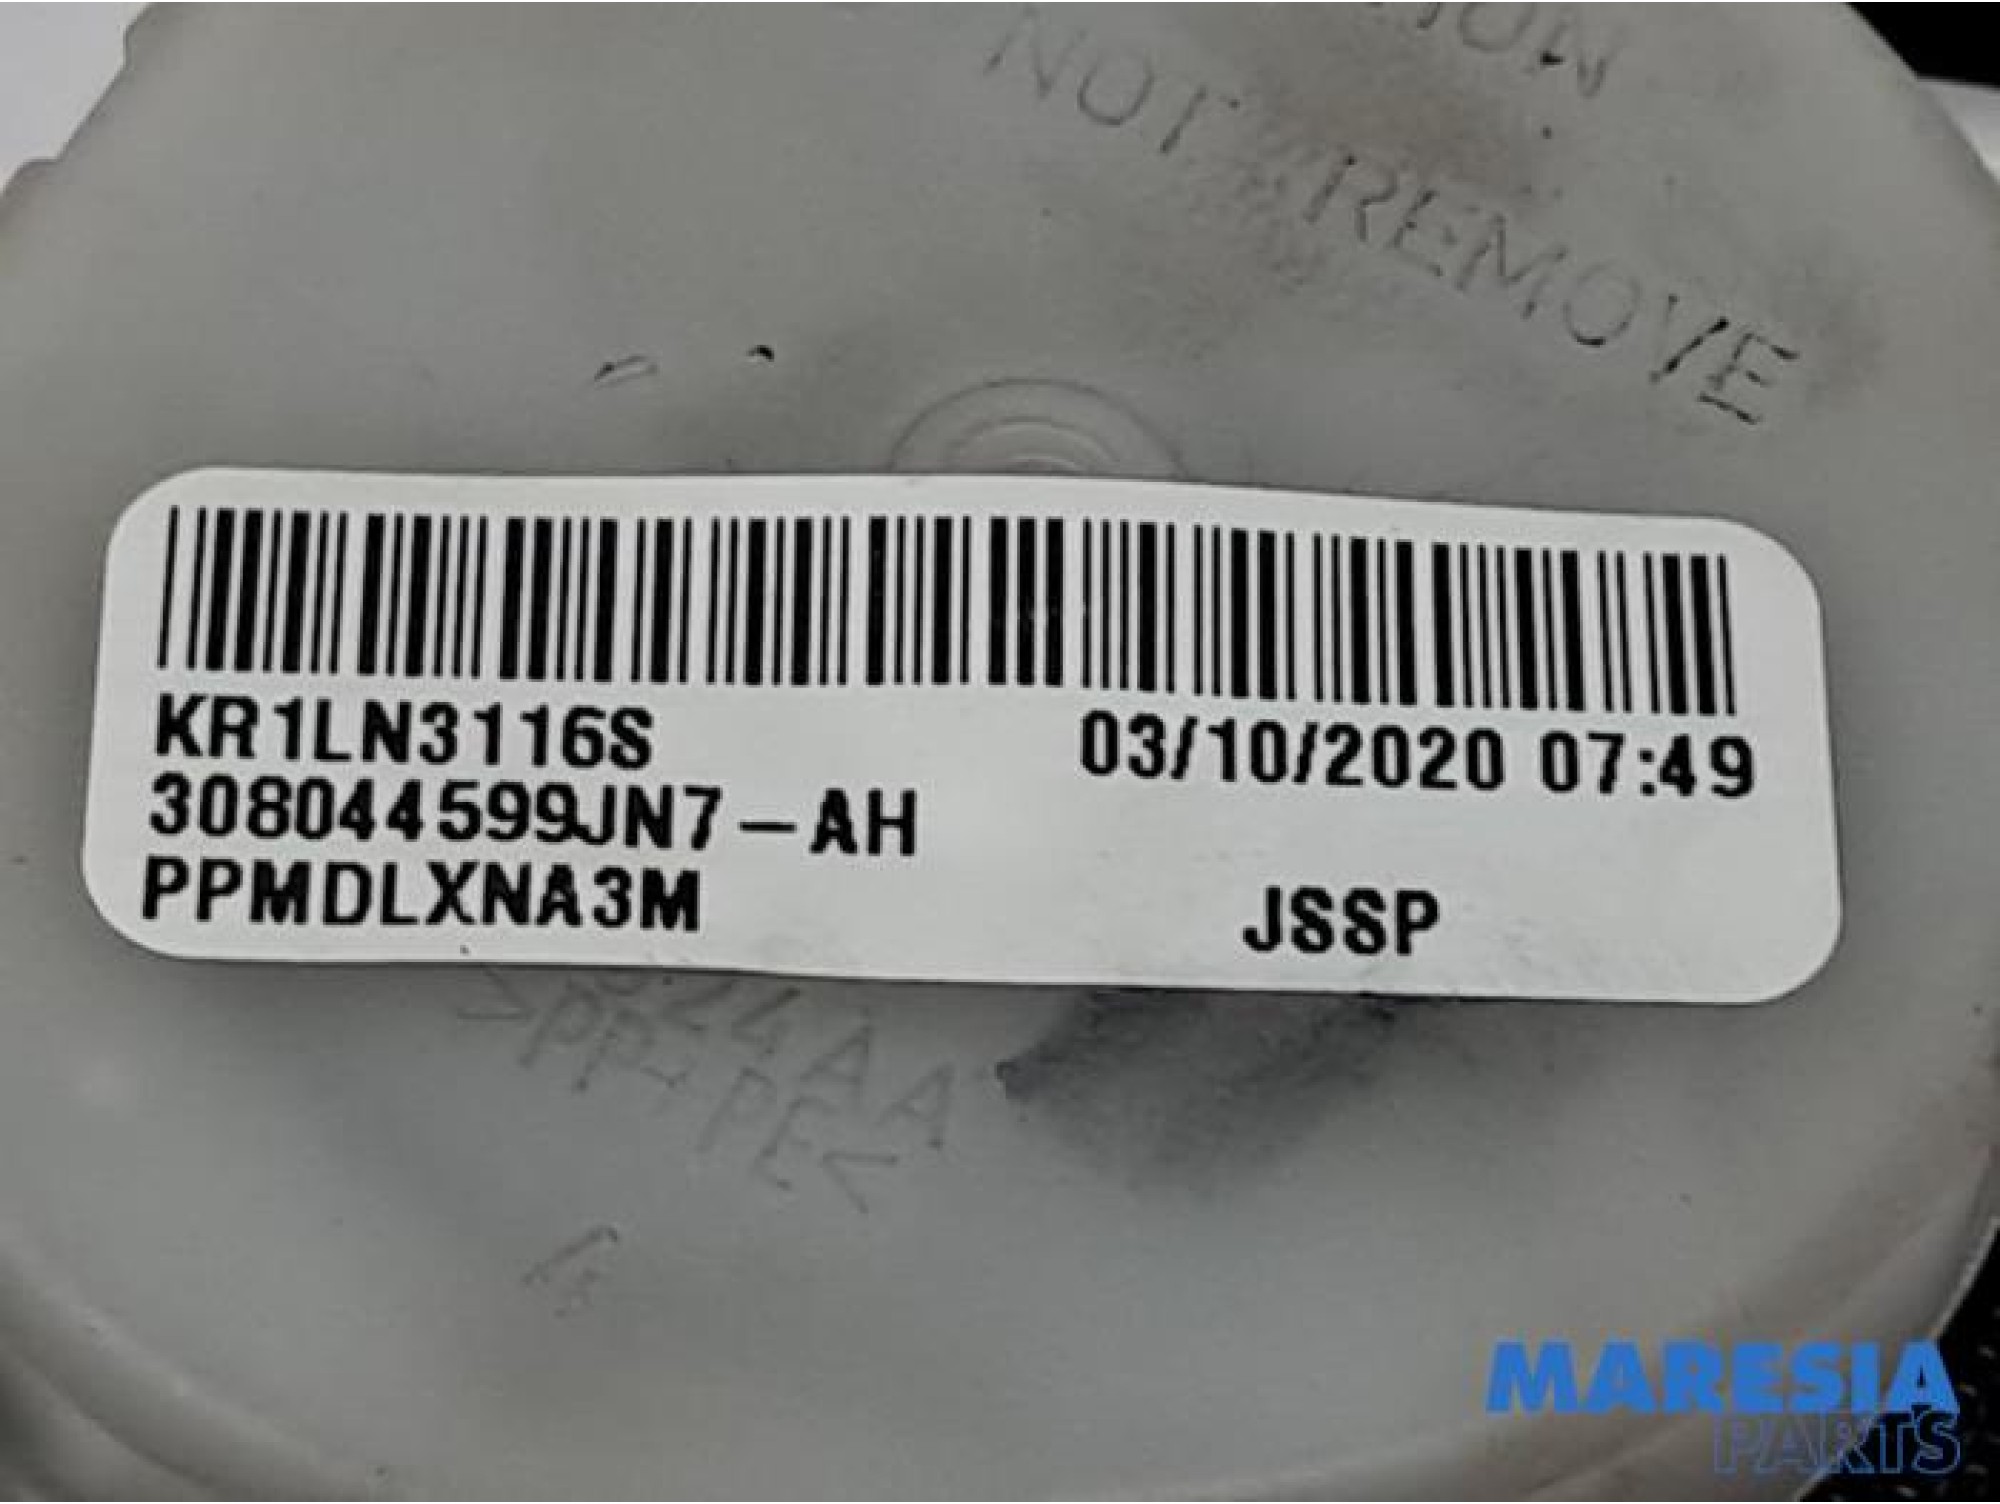 NOT REMOVE
KR1LN3116S 03/10/2020 07:49
308044599JN7-AH
PPMDLXNA3M JSSP
MARESIA
PARTS